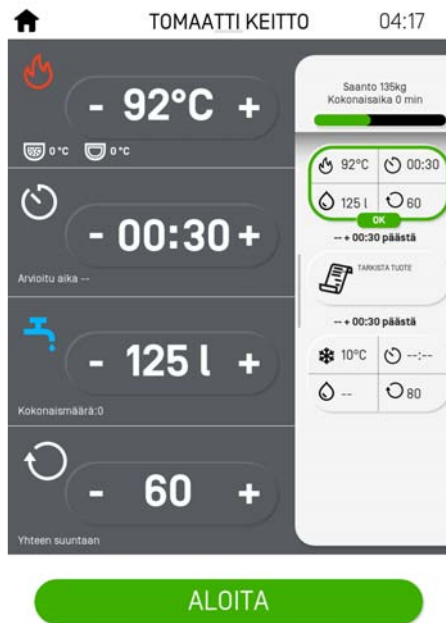 TOMAATTI KEITTO
04:17
- 92°C +
0°C
0°C
- 00:30 +
Arvioitu aika --
- 125 l +
Kokonaismäärä:0
- 60 +
Yhteen suuntaan
Saanto 135kg
Kokonaisaika 0 min
92°C
00:30
125 l
60
OK
-- + 00:30 päästä
TARKISTA TUOTE
-- + 00:30 päästä
10°C
--:--
--
80
ALOITA